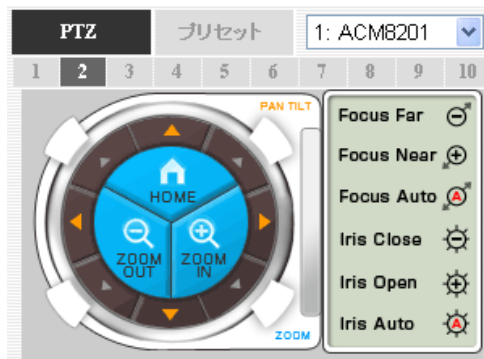 PTZ プリセット 1: ACM8201
1 2 3 4 5 6 7 8 9 10
PAN TILT
HOME
ZOOM OUT
ZOOM IN
ZOOM
Focus Far
Focus Near
Focus Auto
Iris Close
Iris Open
Iris Auto